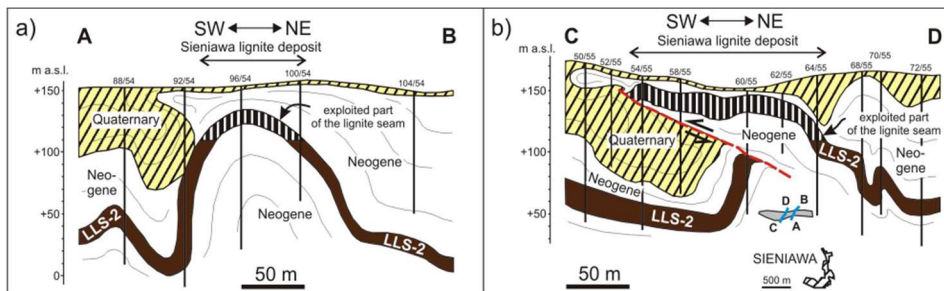 a)
A
SW NE
B
Sieniawa lignite deposit
m a.s.l.
88/54
92/54
96/54
100/54
104/54
+150
+100
+50
0
Quaternary
exploited
part of the
lignite seam
Neo-
gene
Neogene
Neogene
LLS-2
LLS-2
50 m
b)
C
SW NE
D
Sieniawa lignite deposit
m a.s.l.
50/55
52/55
54/55
58/55
60/55
62/55
64/55
68/55
70/55
72/55
+150
+100
+50
Quaternary
Neogene
exploited part
of the
lignite seam
LLS-2
Neo-
gene
Neogene
LLS-2
D
B
C
A
SIENIAWA
50 m
500 m